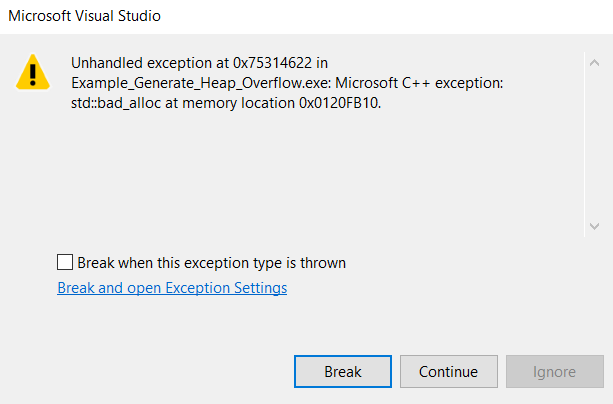 Microsoft Visual Studio
Unhandled exception at 0x75314622 in
Example_Generate_Heap_Overflow.exe: Microsoft C++ exception:
std::bad_alloc at memory location 0x0120FB10.
Break when this exception type is thrown
Break and open Exception Settings
Break Continue Ignore